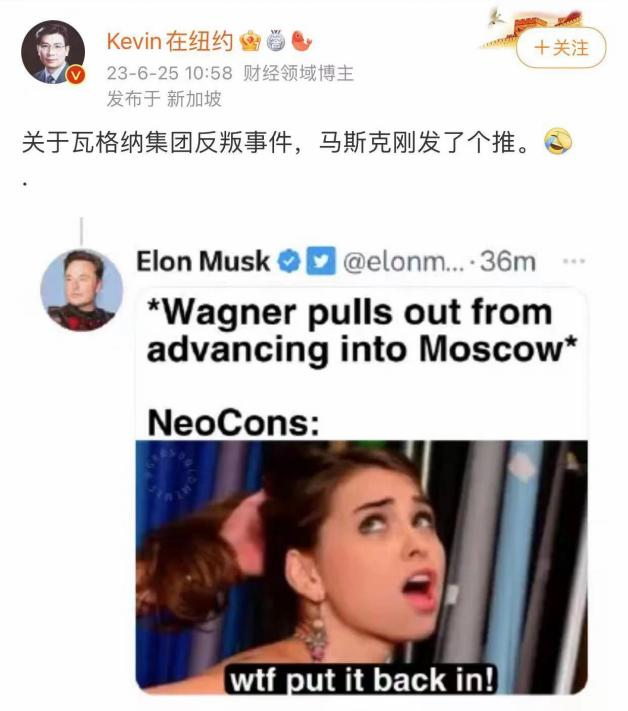 Kevin在纽约
23-6-25 10:58 财经领域博主
发布于 新加坡
+关注
关于瓦格纳集团反叛事件，马斯克刚发了个推。
.
Elon Musk @elonm... · 36m
*Wagner pulls out from
advancing into Moscow*
NeoCons:
wtf put it back in!